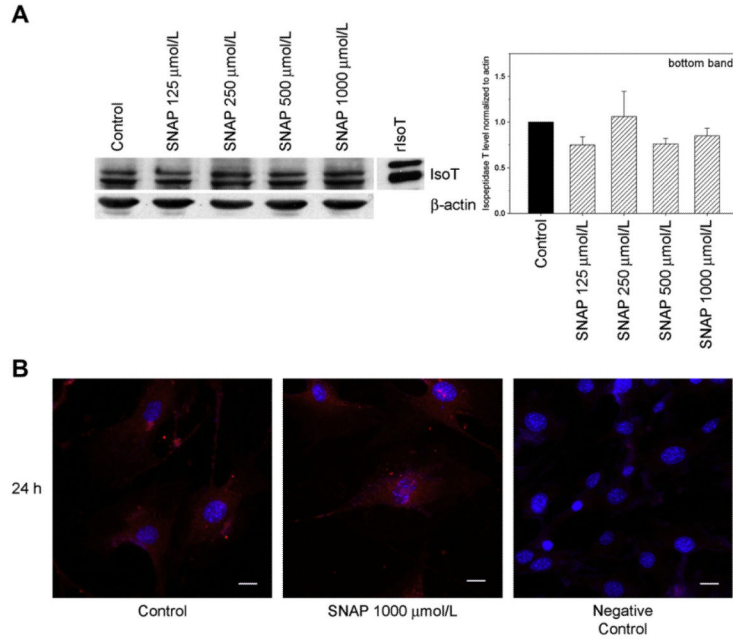 A
Control
SNAP 125 μmol/L
SNAP 250 μmol/L
SNAP 500 μmol/L
SNAP 1000 μmol/L
rIsoT
IsoT
β-actin
bottom band
Isopeptidase T level normalized to actin
1.5
1.0
0.5
0.0
Control
SNAP 125 μmol/L
SNAP 250 μmol/L
SNAP 500 μmol/L
SNAP 1000 μmol/L
B
24 h
Control
SNAP 1000 μmol/L
Negative
Control